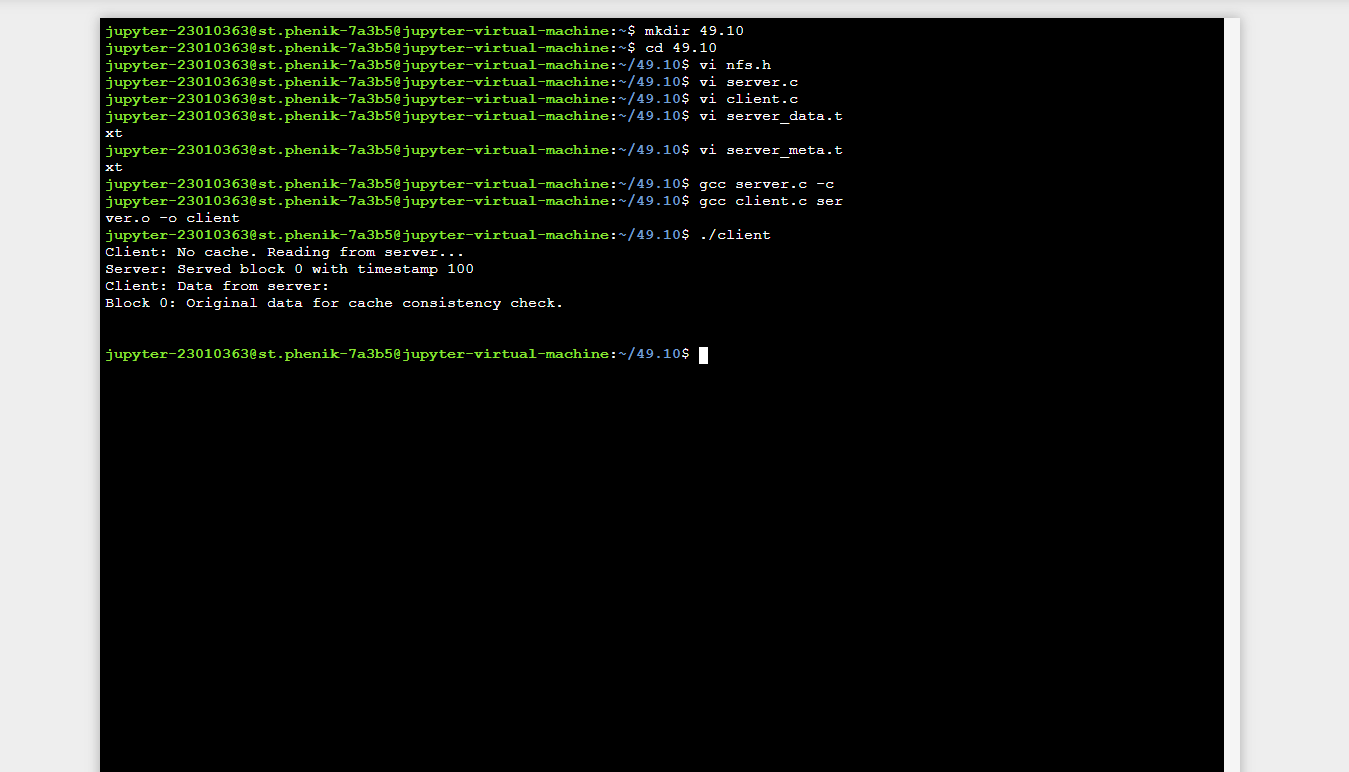 jupyter-23010363@st.phenik-7a3b5@jupyter-virtual-machine:~$ mkdir 49.10
jupyter-23010363@st.phenik-7a3b5@jupyter-virtual-machine:~$ cd 49.10
jupyter-23010363@st.phenik-7a3b5@jupyter-virtual-machine:~/49.10$ vi nfs.h
jupyter-23010363@st.phenik-7a3b5@jupyter-virtual-machine:~/49.10$ vi server.c
jupyter-23010363@st.phenik-7a3b5@jupyter-virtual-machine:~/49.10$ vi client.c
jupyter-23010363@st.phenik-7a3b5@jupyter-virtual-machine:~/49.10$ vi server_data.t
xt
jupyter-23010363@st.phenik-7a3b5@jupyter-virtual-machine:~/49.10$ vi server_meta.t
xt
jupyter-23010363@st.phenik-7a3b5@jupyter-virtual-machine:~/49.10$ gcc server.c -c
jupyter-23010363@st.phenik-7a3b5@jupyter-virtual-machine:~/49.10$ gcc client.c ser
ver.o -o client
jupyter-23010363@st.phenik-7a3b5@jupyter-virtual-machine:~/49.10$ ./client
Client: No cache. Reading from server...
Server: Served block 0 with timestamp 100
Client: Data from server:
Block 0: Original data for cache consistency check.
jupyter-23010363@st.phenik-7a3b5@jupyter-virtual-machine:~/49.10$